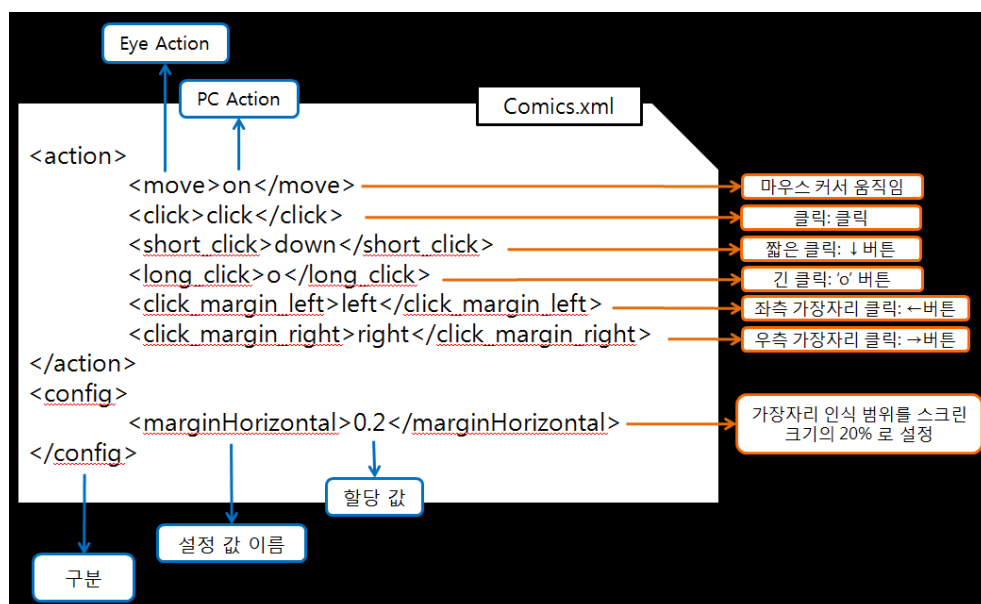 Eye Action
PC Action
Comics.xml
<action>
<move>on</move>
마우스 커서 움직임
<click>click</click>
클릭: 클릭
<short_click>down</short_click>
짧은 클릭: ↓버튼
<long_click>o</long_click>
긴 클릭: ‘o’ 버튼
<click_margin_left>left</click_margin_left>
좌측 가장자리 클릭: ←버튼
<click_margin_right>right</click_margin_right>
우측 가장자리 클릭: →버튼
</action>
<config>
<marginHorizontal>0.2</marginHorizontal>
가장자리 인식 범위를 스크린
크기의 20% 로 설정
</config>
할당 값
설정 값 이름
구분